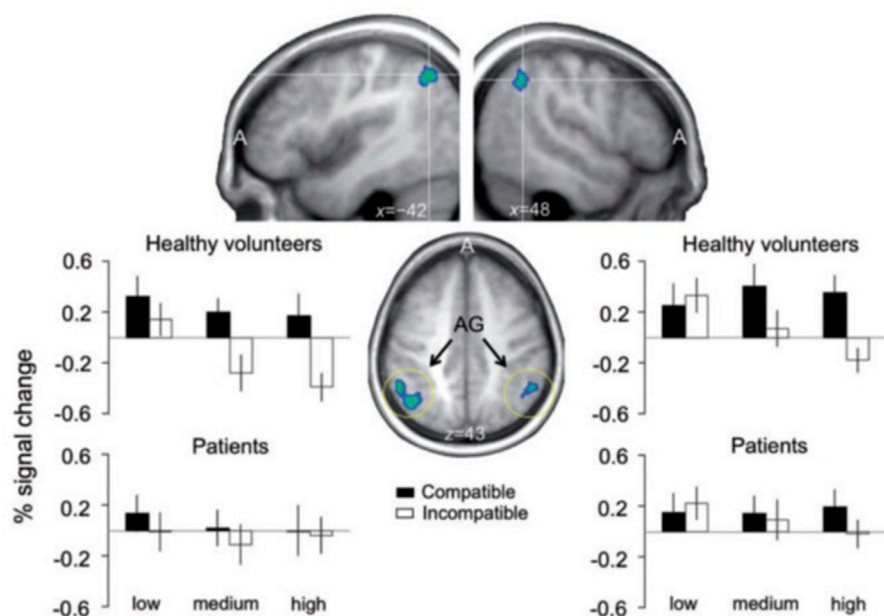 A
A
x=−42
x=48
Healthy volunteers
Healthy volunteers
A
0.6
0.2
-0.2
-0.6
0.6
0.2
-0.2
-0.6
AG
z=43
Patients
Patients
% signal change
0.6
0.2
-0.2
-0.6
0.6
0.2
-0.2
-0.6
Compatible
Incompatible
low medium high
low medium high